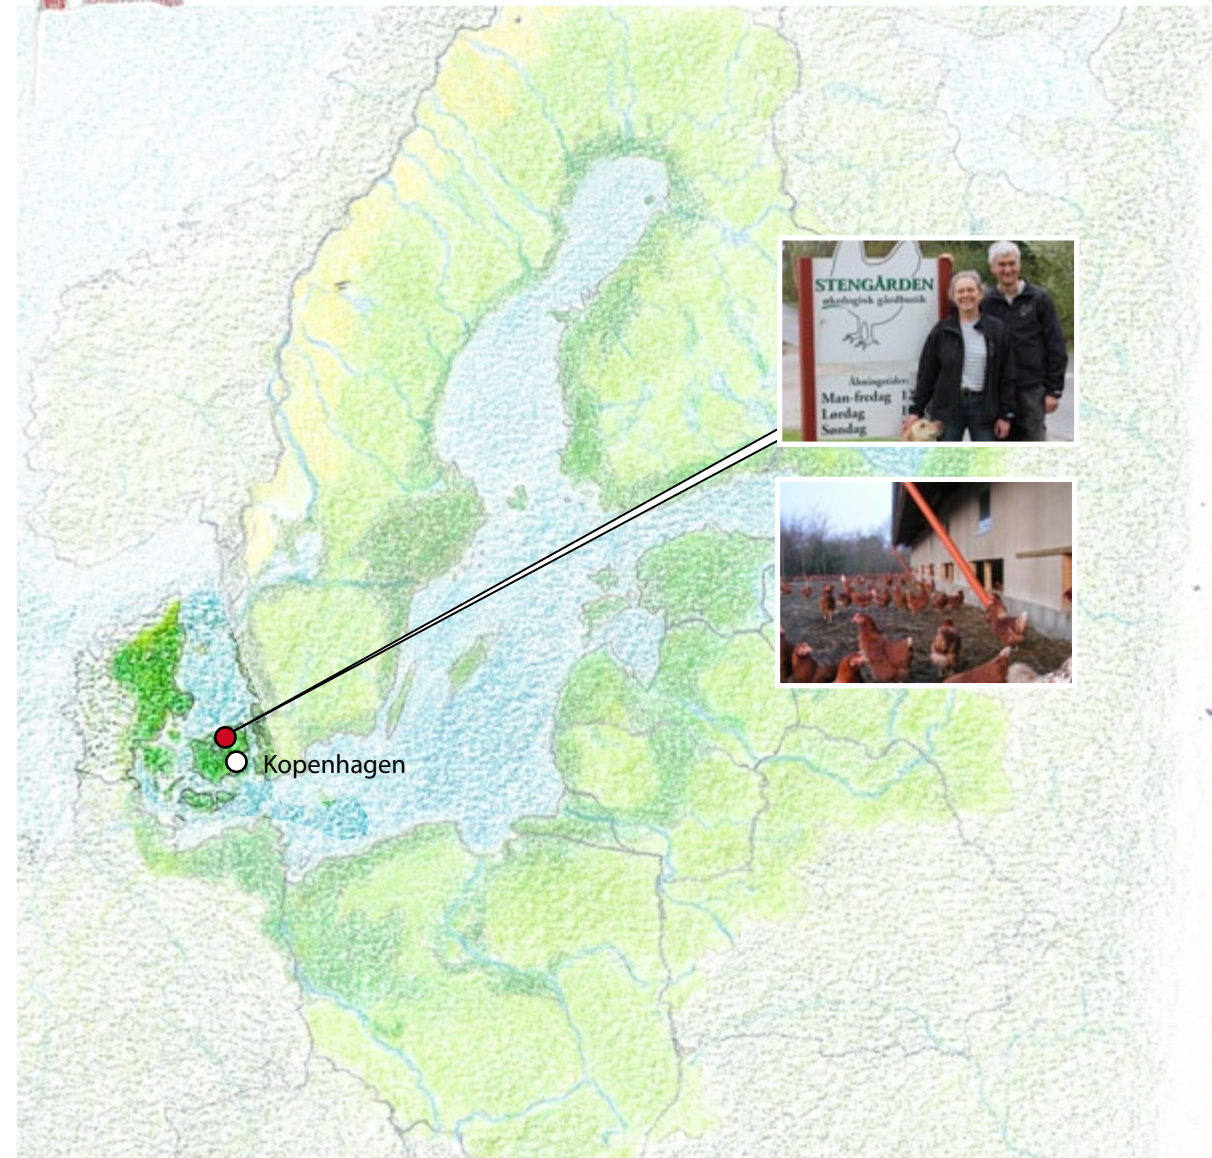 STENGÅRDEN
økologisk gårdbutik
Åbningstider:
Man-fredag
Lørdag
Søndag
Kopenhagen